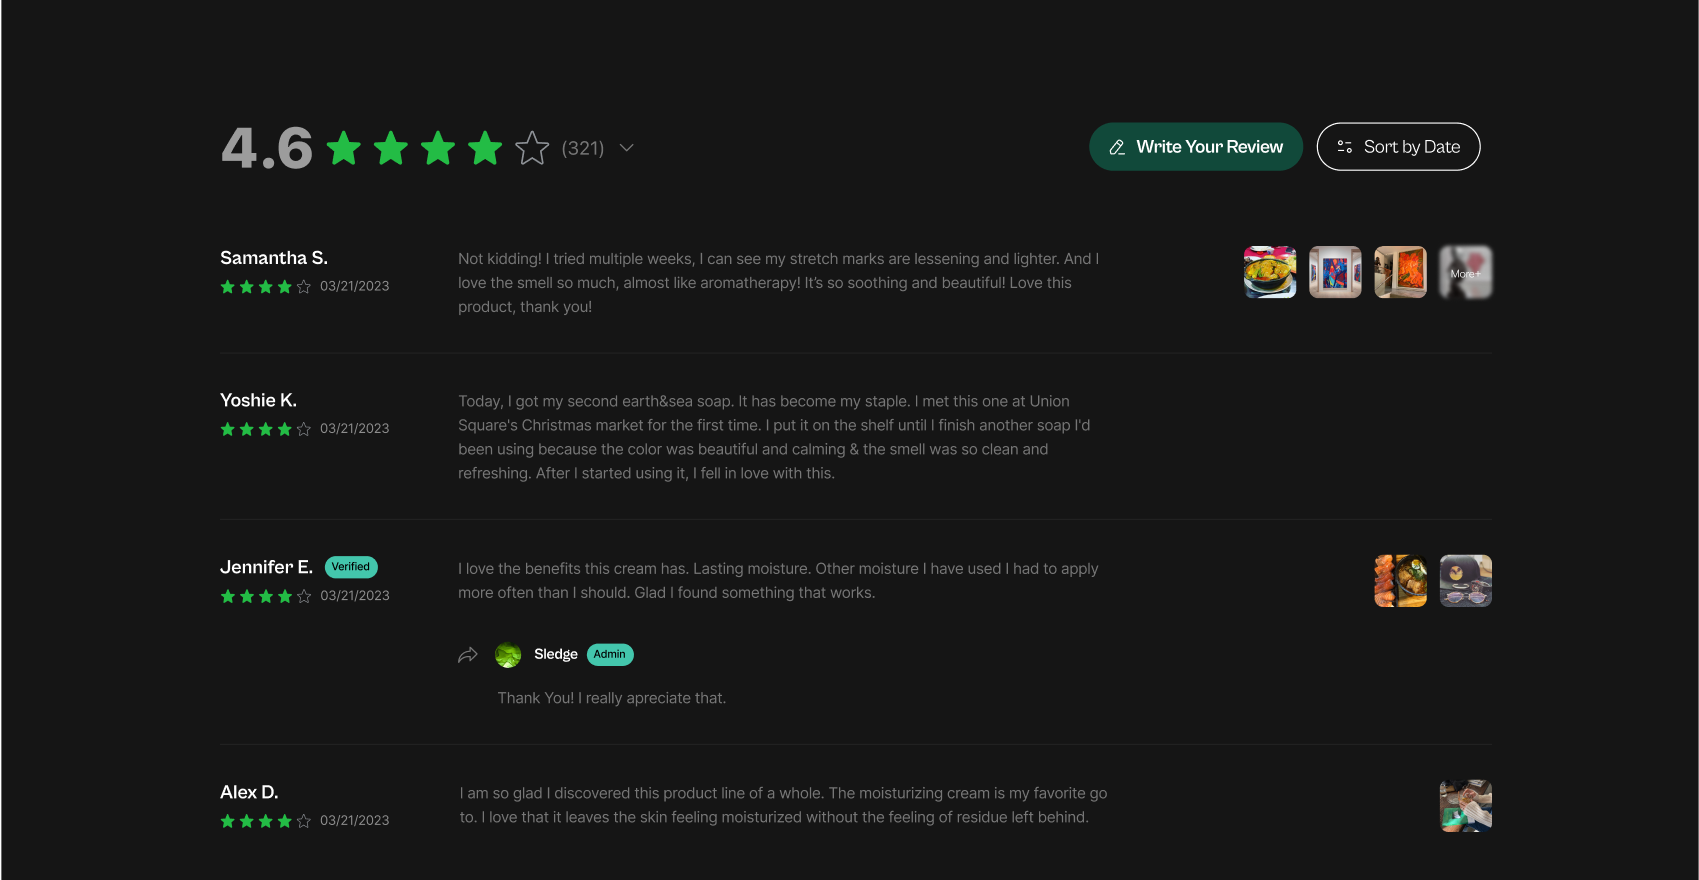 4.6 (321)
Write Your Review
Sort by Date
Samantha S.
03/21/2023
Not kidding! I tried multiple weeks, I can see my stretch marks are lessening and lighter. And I
love the smell so much, almost like aromatherapy! It’s so soothing and beautiful! Love this
product, thank you!
More+
Yoshie K.
03/21/2023
Today, I got my second earth&sea soap. It has become my staple. I met this one at Union
Square's Christmas market for the first time. I put it on the shelf until I finish another soap I'd
been using because the color was beautiful and calming & the smell was so clean and
refreshing. After I started using it, I fell in love with this.
Jennifer E. Verified
03/21/2023
I love the benefits this cream has. Lasting moisture. Other moisture I have used I had to apply
more often than I should. Glad I found something that works.
Sledge Admin
Thank You! I really apreciate that.
Alex D.
03/21/2023
I am so glad I discovered this product line of a whole. The moisturizing cream is my favorite go
to. I love that it leaves the skin feeling moisturized without the feeling of residue left behind.